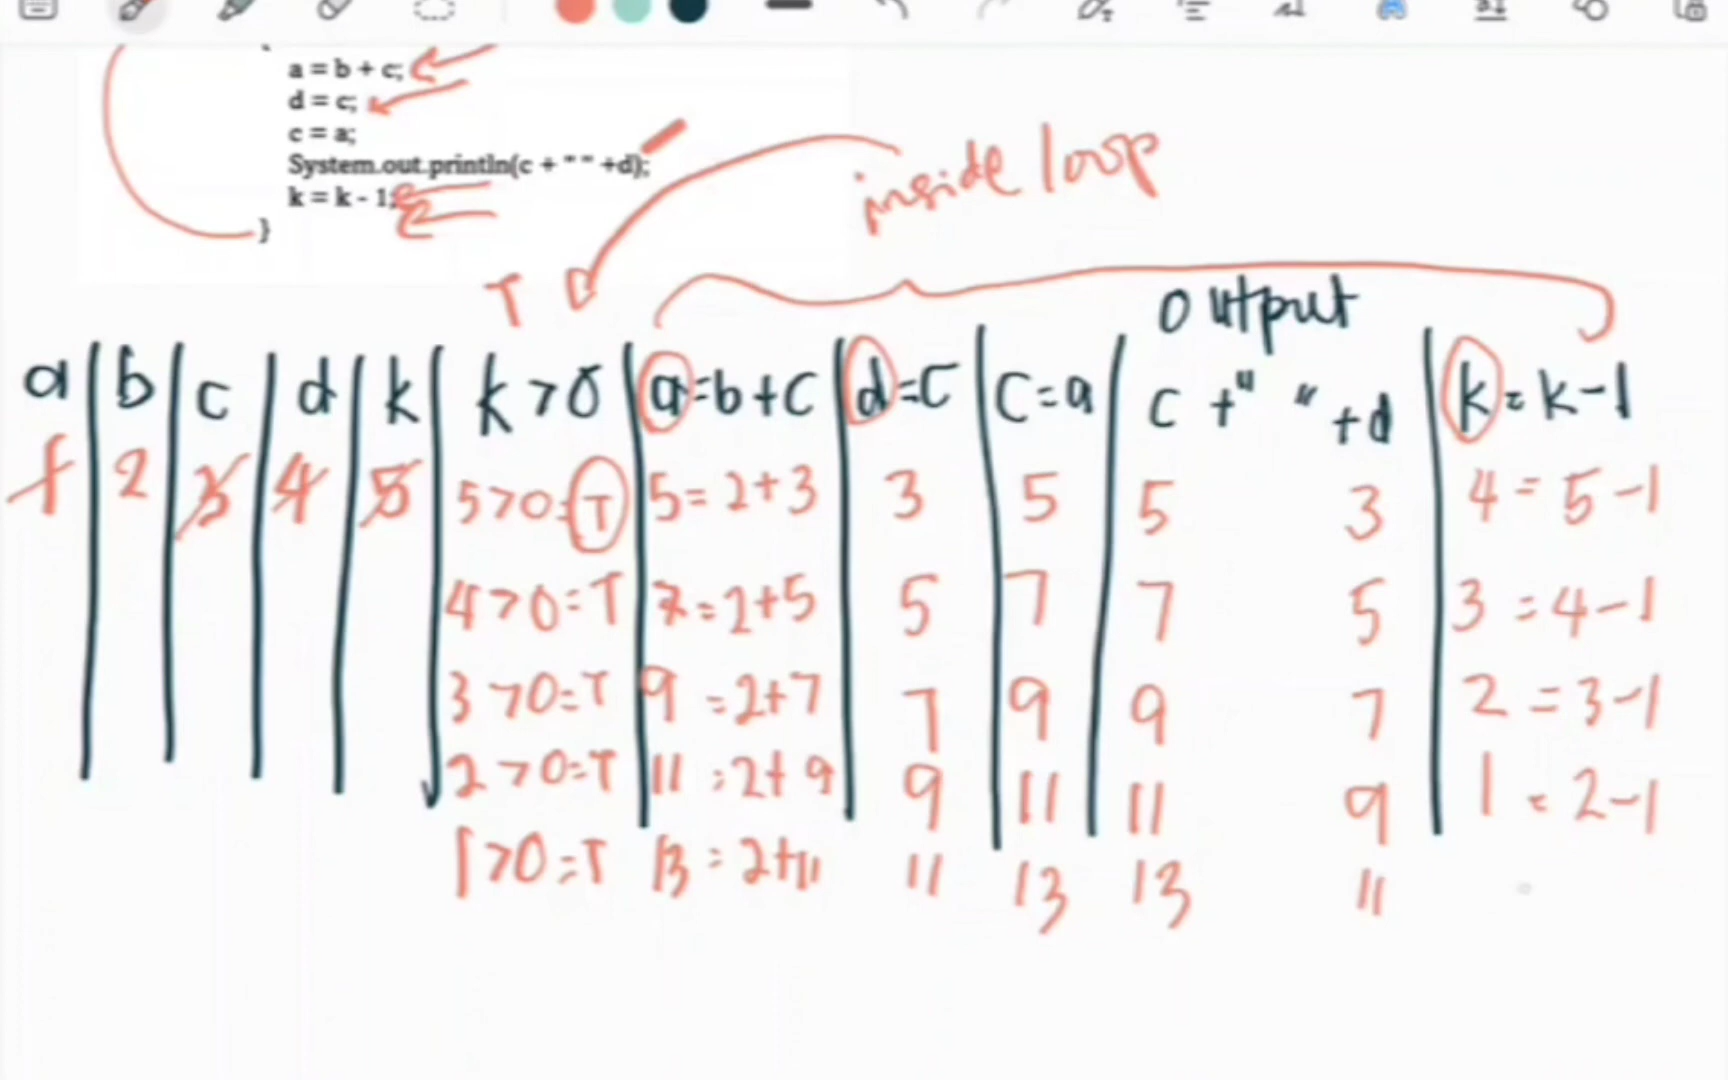 a = b + c;
d = c;
c = a;
System.out.println(c + " " +d);
k = k - 1;
}
inside loop
T
Output
a b c d k k>0 a=b+c d=c c=a c +" " +d k=k-1
1 2 3 4 5 5>0=T 5=2+3 3 5 5 3 4=5-1
4>0=T 7=2+5 5 7 7 5 3=4-1
3>0=T 9=2+7 7 9 9 7 2=3-1
2>0=T 11=2+9 9 11 11 9 1=2-1
1>0=T 13=2+11 11 13 13 11